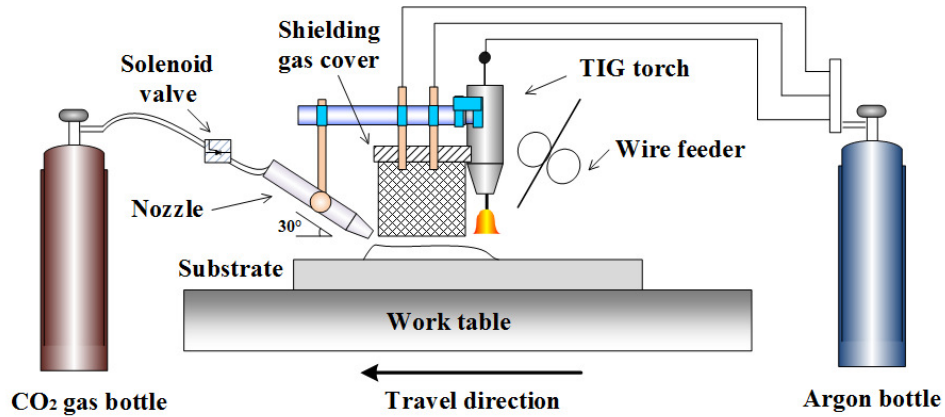 Shielding
gas cover
Solenoid
valve
TIG torch
Wire feeder
Nozzle
30°
Substrate
Work table
CO₂ gas bottle
Travel direction
Argon bottle